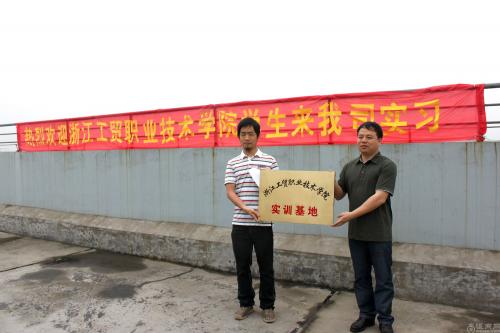 热烈欢迎浙江工贸职业技术学院学生来我司实习
浙江工贸职业技术学院
实训基地